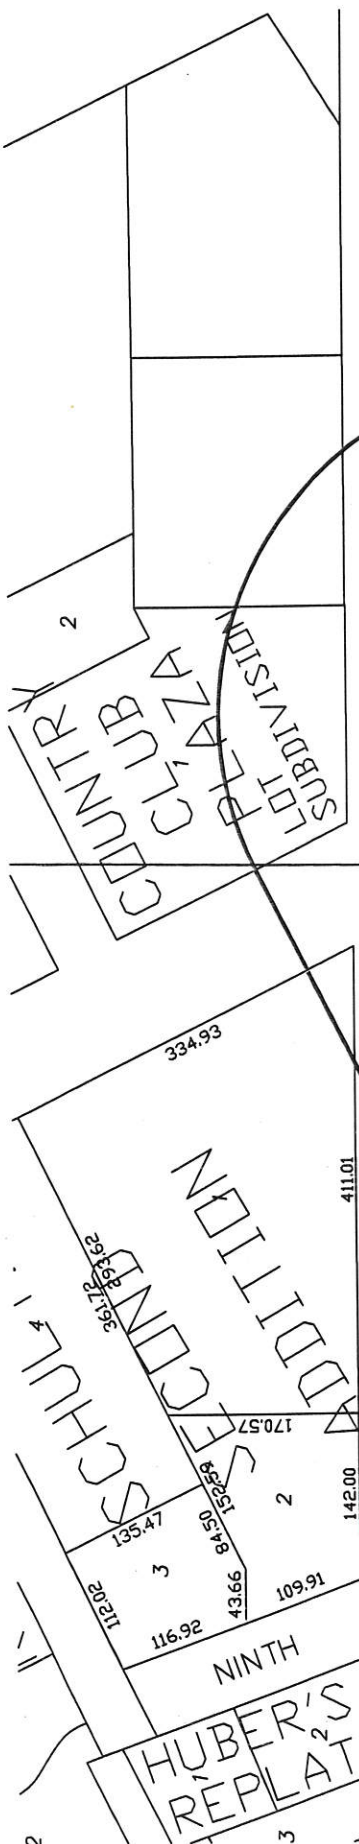 2
COUNTRY
CLUB
1
PLAZA
LOT
SUBDIVISION
334.93
411.01
361.72
293.62
4
SECOND
ADDITION
170.57
152.59
84.50
135.47
2
142.00
3
112.02
116.92
43.66
109.91
NINTH
HUBER'S
1
2
REPLAT
3
2